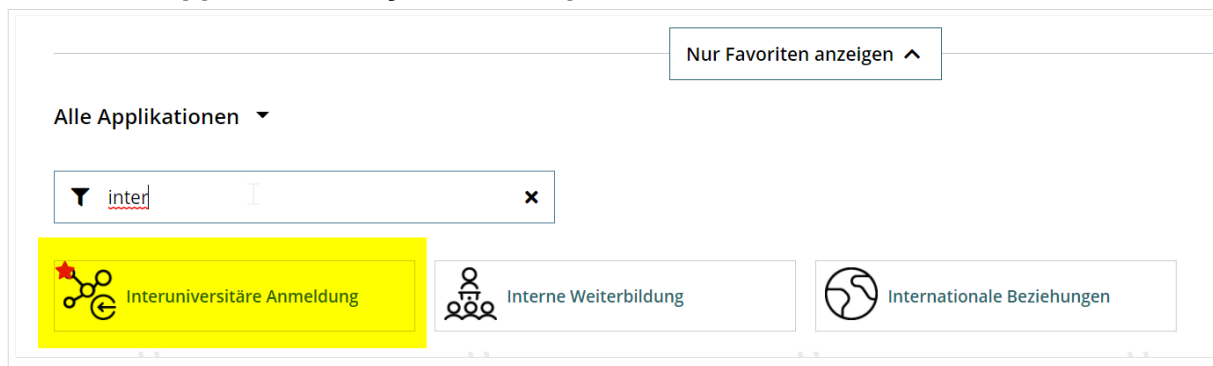 Nur Favoriten anzeigen
Alle Applikationen
inter
Interuniversitäre Anmeldung
Interne Weiterbildung
Internationale Beziehungen